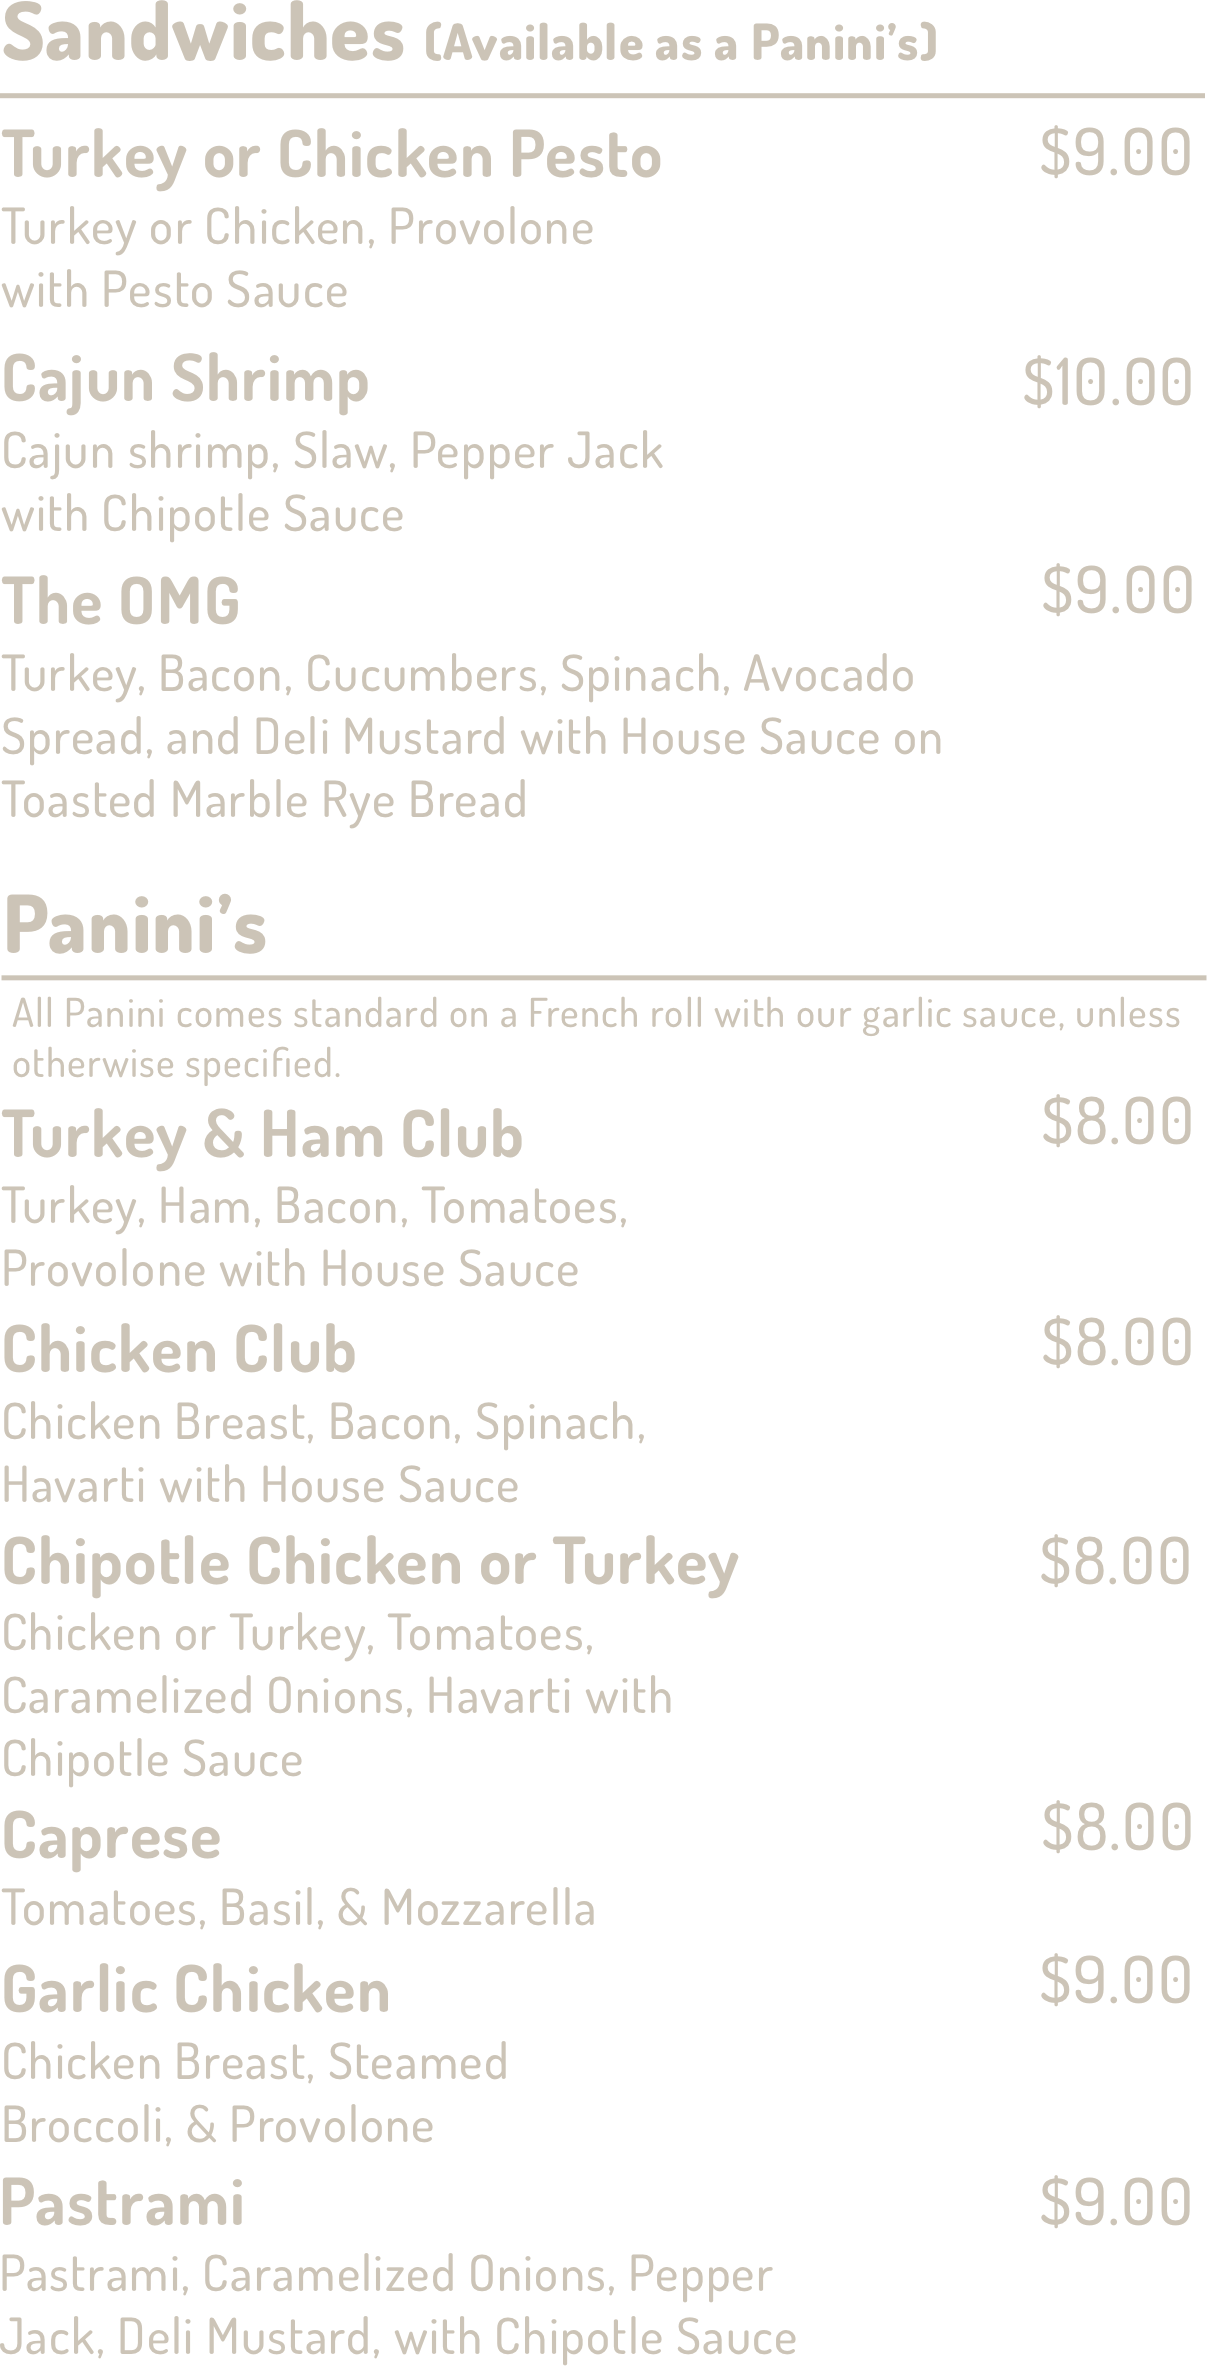 Sandwiches (Available as a Panini's)
Turkey or Chicken Pesto $9.00
Turkey or Chicken, Provolone
with Pesto Sauce
Cajun Shrimp $10.00
Cajun shrimp, Slaw, Pepper Jack
with Chipotle Sauce
The OMG $9.00
Turkey, Bacon, Cucumbers, Spinach, Avocado
Spread, and Deli Mustard with House Sauce on
Toasted Marble Rye Bread
Panini's
All Panini comes standard on a French roll with our garlic sauce, unless
otherwise specified.
Turkey & Ham Club $8.00
Turkey, Ham, Bacon, Tomatoes,
Provolone with House Sauce
Chicken Club $8.00
Chicken Breast, Bacon, Spinach,
Havarti with House Sauce
Chipotle Chicken or Turkey $8.00
Chicken or Turkey, Tomatoes,
Caramelized Onions, Havarti with
Chipotle Sauce
Caprese $8.00
Tomatoes, Basil, & Mozzarella
Garlic Chicken $9.00
Chicken Breast, Steamed
Broccoli, & Provolone
Pastrami $9.00
Pastrami, Caramelized Onions, Pepper
Jack, Deli Mustard, with Chipotle Sauce